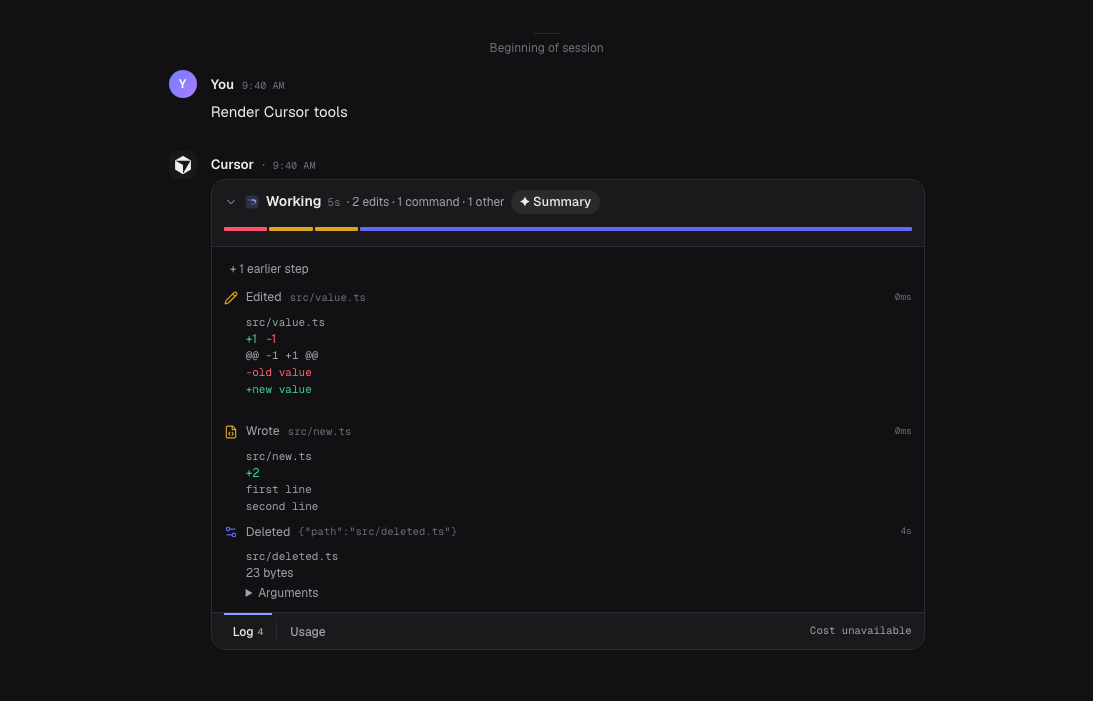 Beginning of session
Y You 9:40 AM
Render Cursor tools
Cursor · 9:40 AM
Working 5s · 2 edits · 1 command · 1 other ✦ Summary
+ 1 earlier step
Edited src/value.ts 0ms
src/value.ts
+1 -1
@@ -1 +1 @@
-old value
+new value
Wrote src/new.ts 0ms
src/new.ts
+2
first line
second line
Deleted {"path":"src/deleted.ts"} 4s
src/deleted.ts
23 bytes
▶ Arguments
Log 4 Usage Cost unavailable